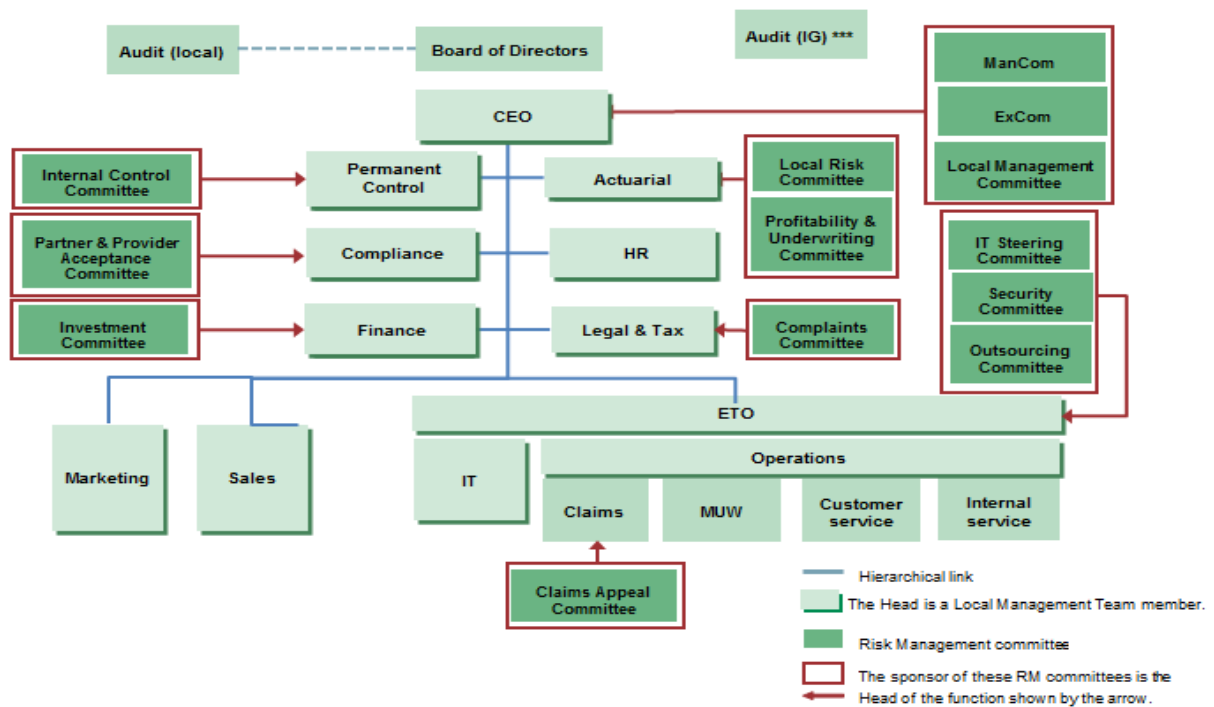 Audit (local)
Board of Directors
Audit (IG) ***
ManCom
ExCom
Local Management
Committee
CEO
Internal Control
Committee
Permanent
Control
Actuarial
Local Risk
Committee
Profitability &
Underwriting
Committee
Partner & Provider
Acceptance
Committee
Compliance
HR
IT Steering
Committee
Security
Committee
Outsourcing
Committee
Investment
Committee
Finance
Legal & Tax
Complaints
Committee
ETO
Marketing
Sales
IT
Operations
Claims
MUW
Customer
service
Internal
service
Claims Appeal
Committee
Hierarchical link
The Head is a Local Management Team member.
Risk Management committee
The sponsor of these RM committees is the
Head of the function shown by the arrow.